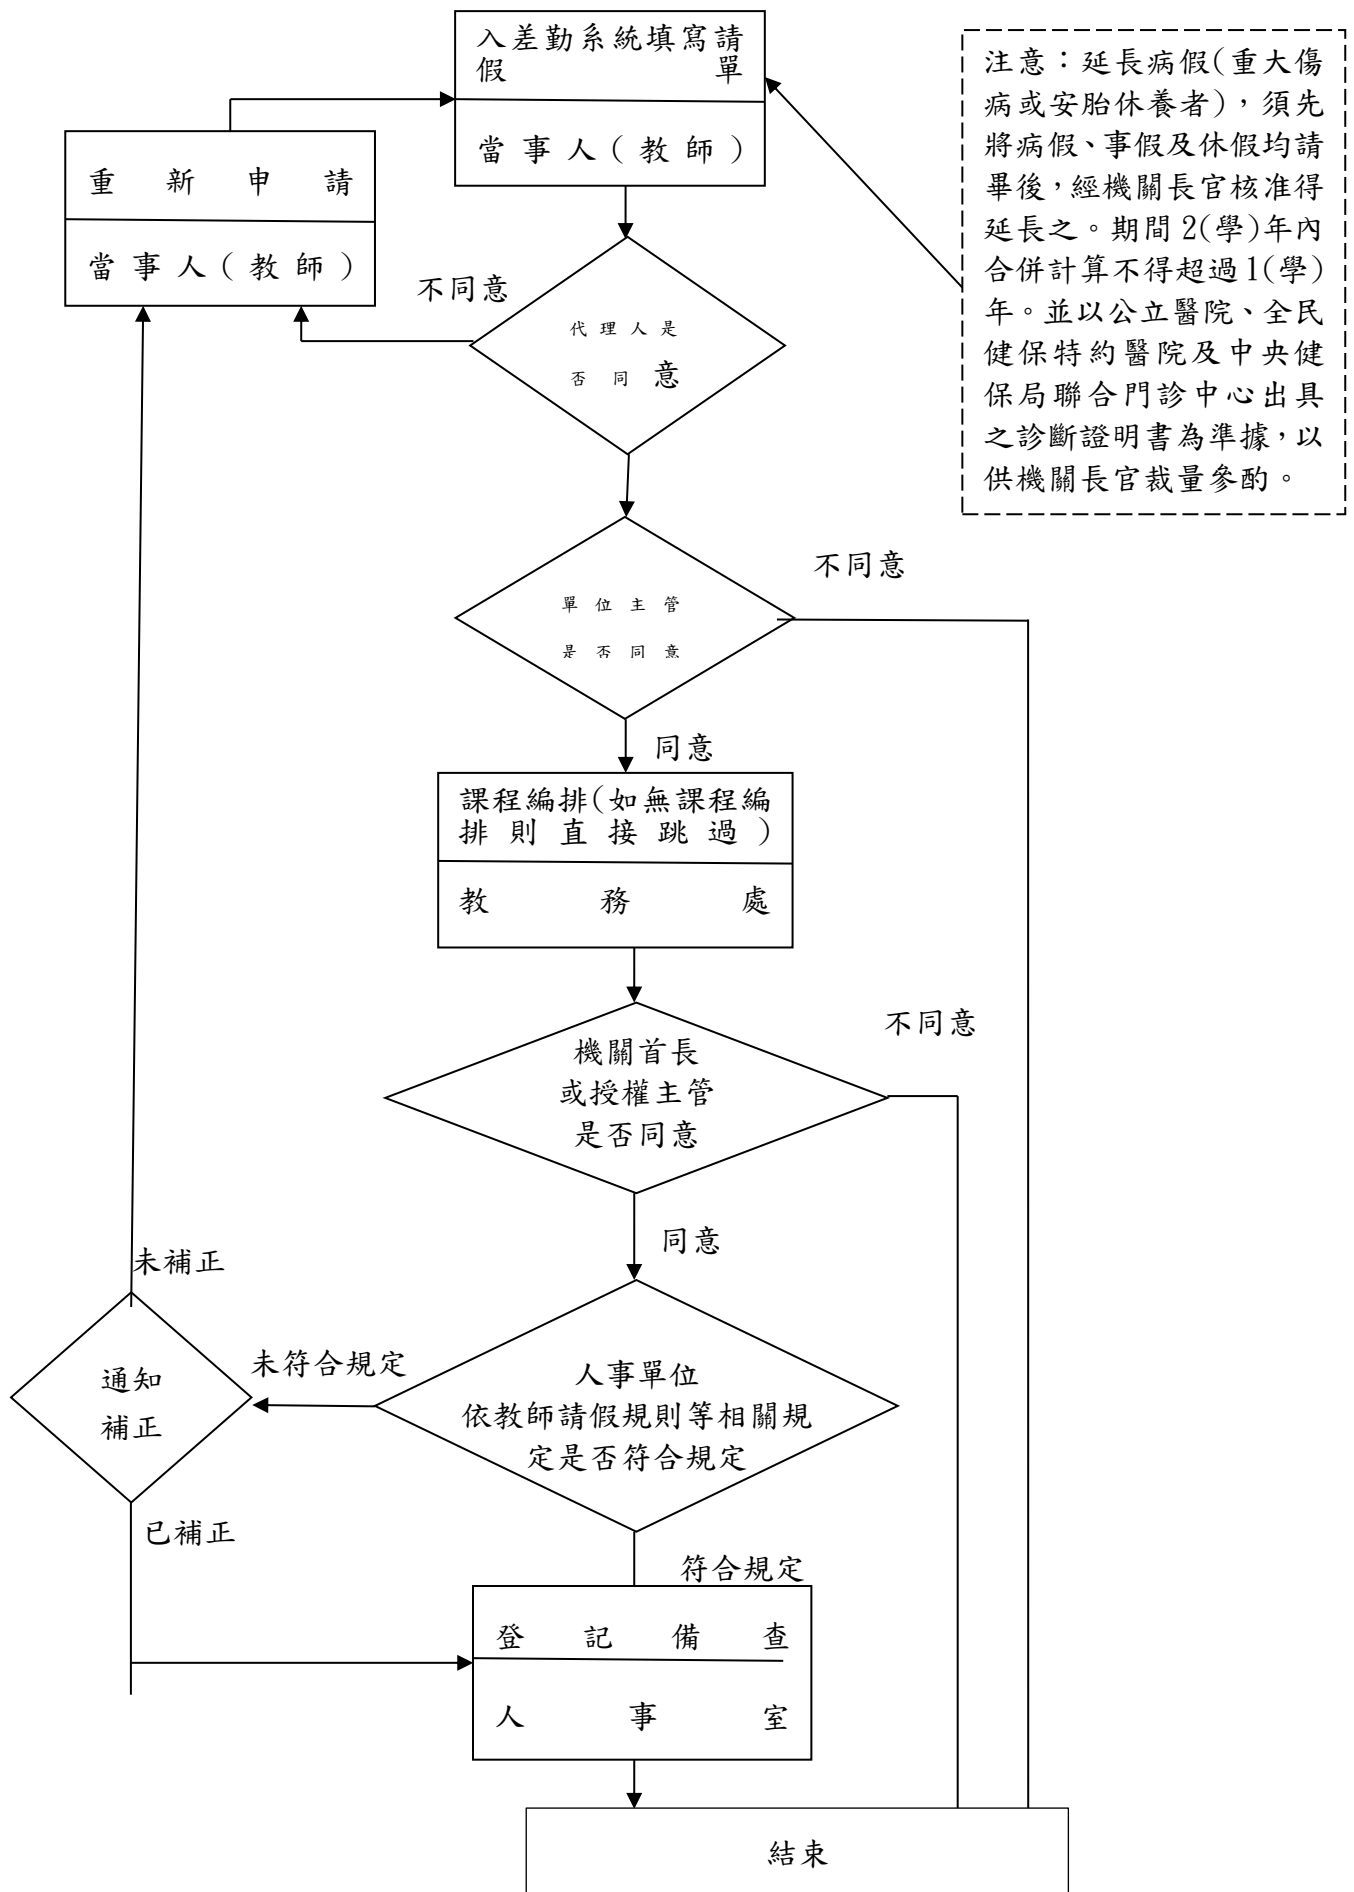 入差勤系統填寫請
假單
當事人(教師)
注意：延長病假(重大傷
病或安胎休養者)，須先
將病假、事假及休假均請
畢後，經機關長官核准得
延長之。期間2(學)年內
合併計算不得超過1(學)
年。並以公立醫院、全民
健保特約醫院及中央健
保局聯合門診中心出具
之診斷證明書為準據，以
供機關長官裁量參酌。
重新申請
當事人(教師)
不同意
代理人是
否同意
不同意
單位主管
是否同意
同意
課程編排(如無課程編
排則直接跳過)
教務處
不同意
機關首長
或授權主管
是否同意
同意
未補正
通知
補正
未符合規定
人事單位
依教師請假規則等相關規
定是否符合規定
已補正
符合規定
登記備查
人事室
結束